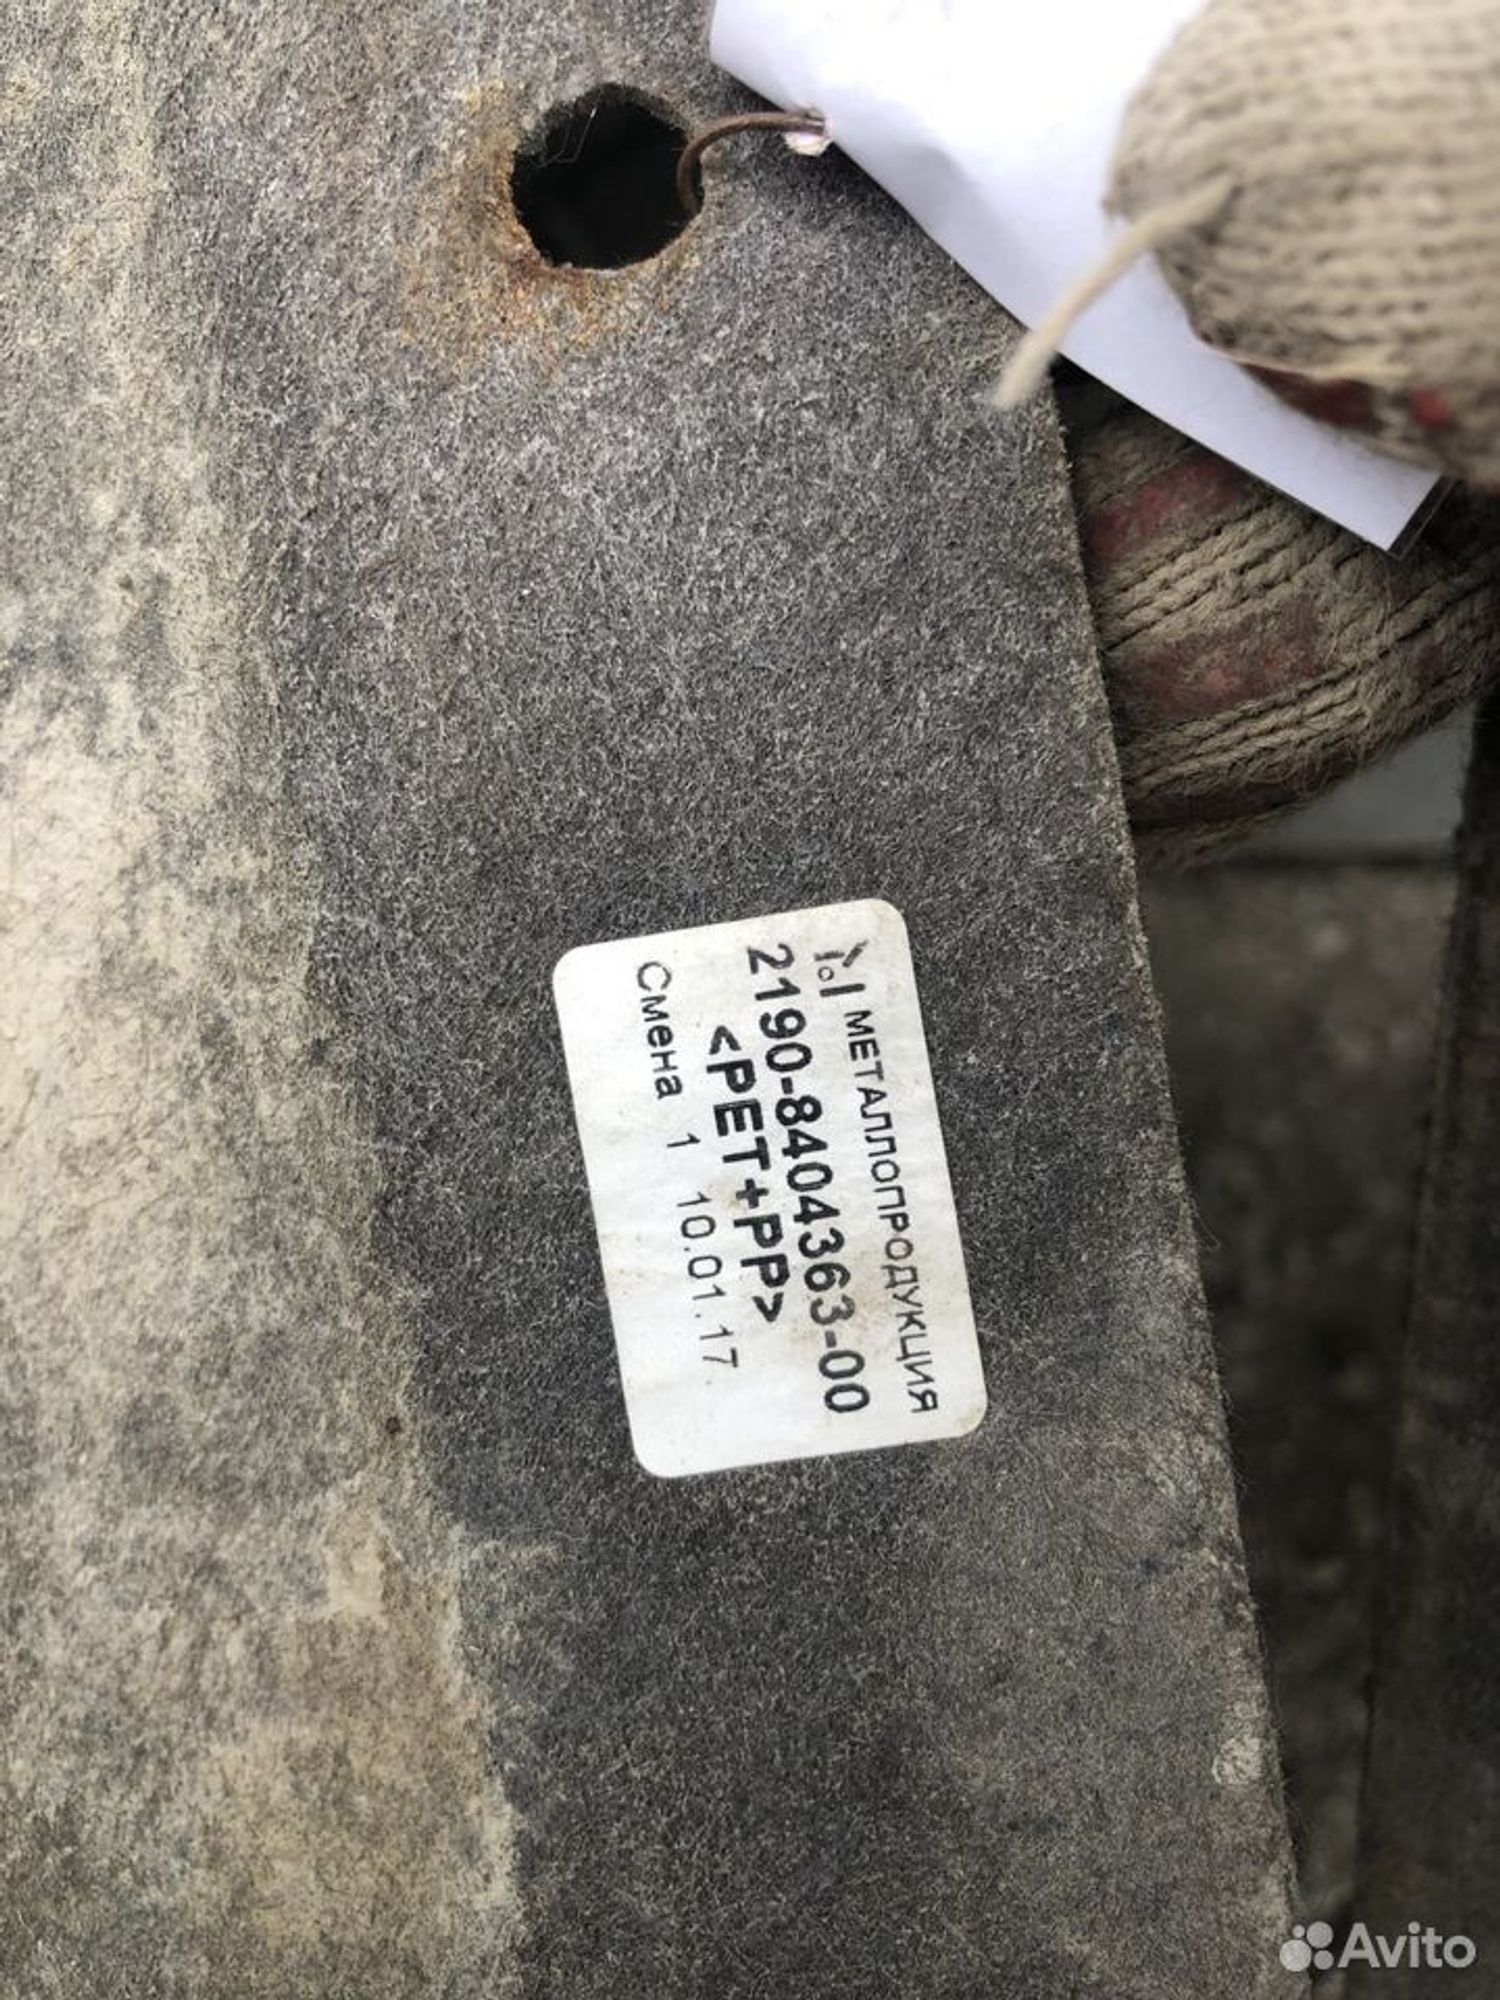 МЕТАЛЛОПРОДУКЦИЯ
2190-8404363-00
<PET+PP>
Смена 1 10.01.17
Avito